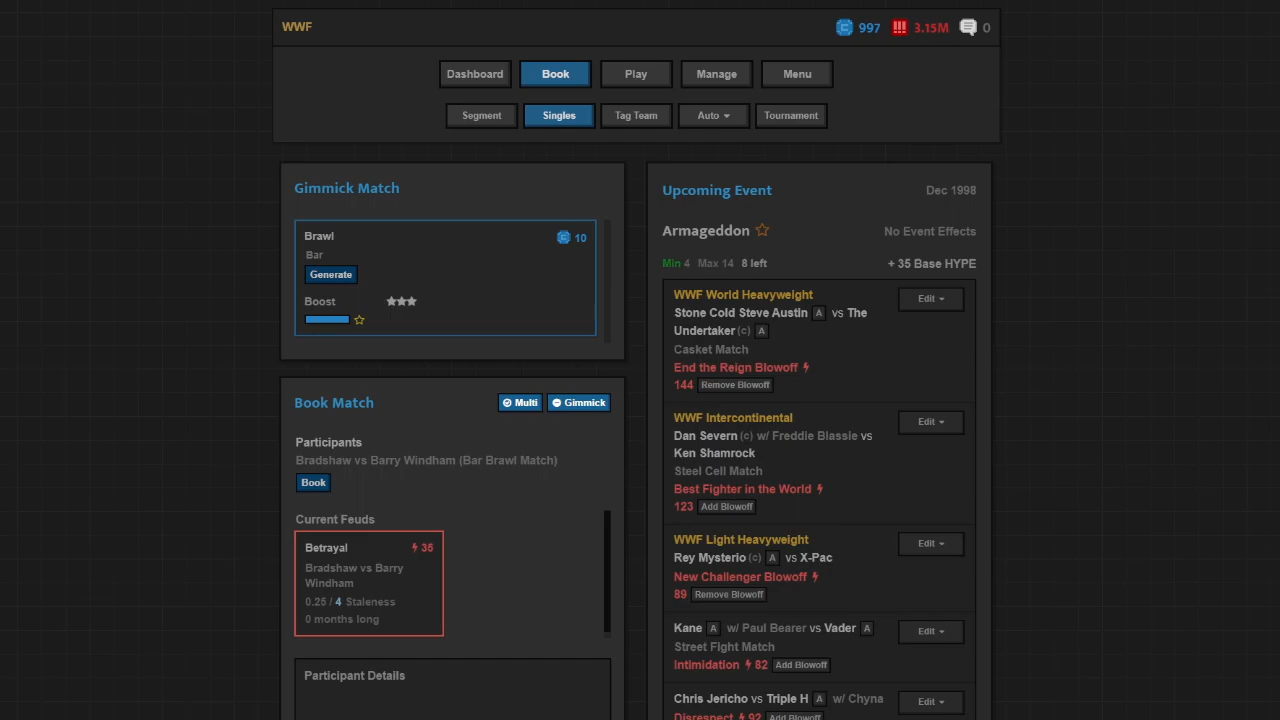 WWF
997
3.15M
0
Dashboard
Book
Play
Manage
Menu
Segment
Singles
Tag Team
Auto
Tournament
Gimmick Match
Brawl
10
Bar
Generate
Boost
Book Match
Multi
Gimmick
Participants
Bradshaw vs Barry Windham (Bar Brawl Match)
Book
Current Feuds
Betrayal
35
Bradshaw vs Barry
Windham
0.25 / 4 Staleness
0 months long
Participant Details
Upcoming Event
Dec 1998
Armageddon
No Event Effects
Min 4 Max 14 8 left
+ 35 Base HYPE
WWF World Heavyweight
Edit
Stone Cold Steve Austin A vs The
Undertaker (c) A
Casket Match
End the Reign Blowoff
144 Remove Blowoff
WWF Intercontinental
Edit
Dan Severn (c) w/ Freddie Blassie vs
Ken Shamrock
Steel Cell Match
Best Fighter in the World
123 Add Blowoff
WWF Light Heavyweight
Edit
Rey Mysterio (c) A vs X-Pac
New Challenger Blowoff
89 Remove Blowoff
Kane A w/ Paul Bearer vs Vader A
Edit
Street Fight Match
Intimidation 82 Add Blowoff
Chris Jericho vs Triple H A w/ Chyna
Edit
Disrespect 92 Add Blowoff